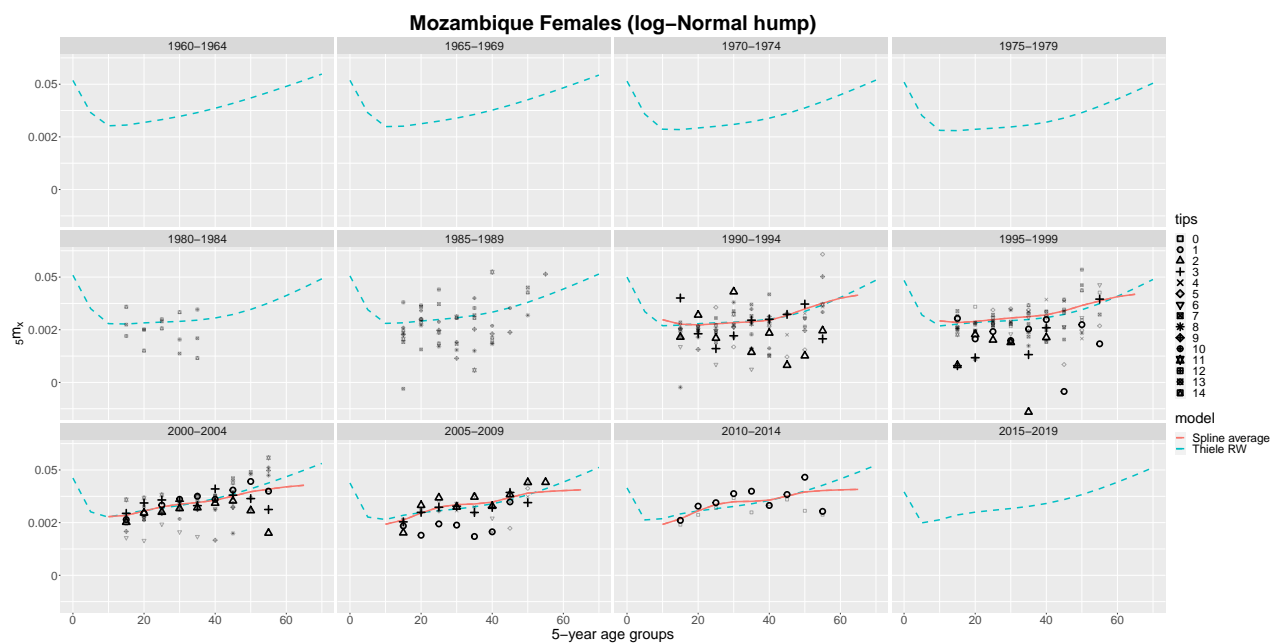 Mozambique Females (log−Normal hump)
1960−1964 1965−1969 1970−1974 1975−1979
0.05
0.002
0
1980−1984 1985−1989 1990−1994 1995−1999
0.05
0.002
0
2000−2004 2005−2009 2010−2014 2015−2019
0.05
0.002
0
0 20 40 60 0 20 40 60 0 20 40 60 0 20 40 60
5−year age groups
5mx
tips
0
1
2
3
4
5
6
7
8
9
10
11
12
13
14
model
Spline average
Thiele RW